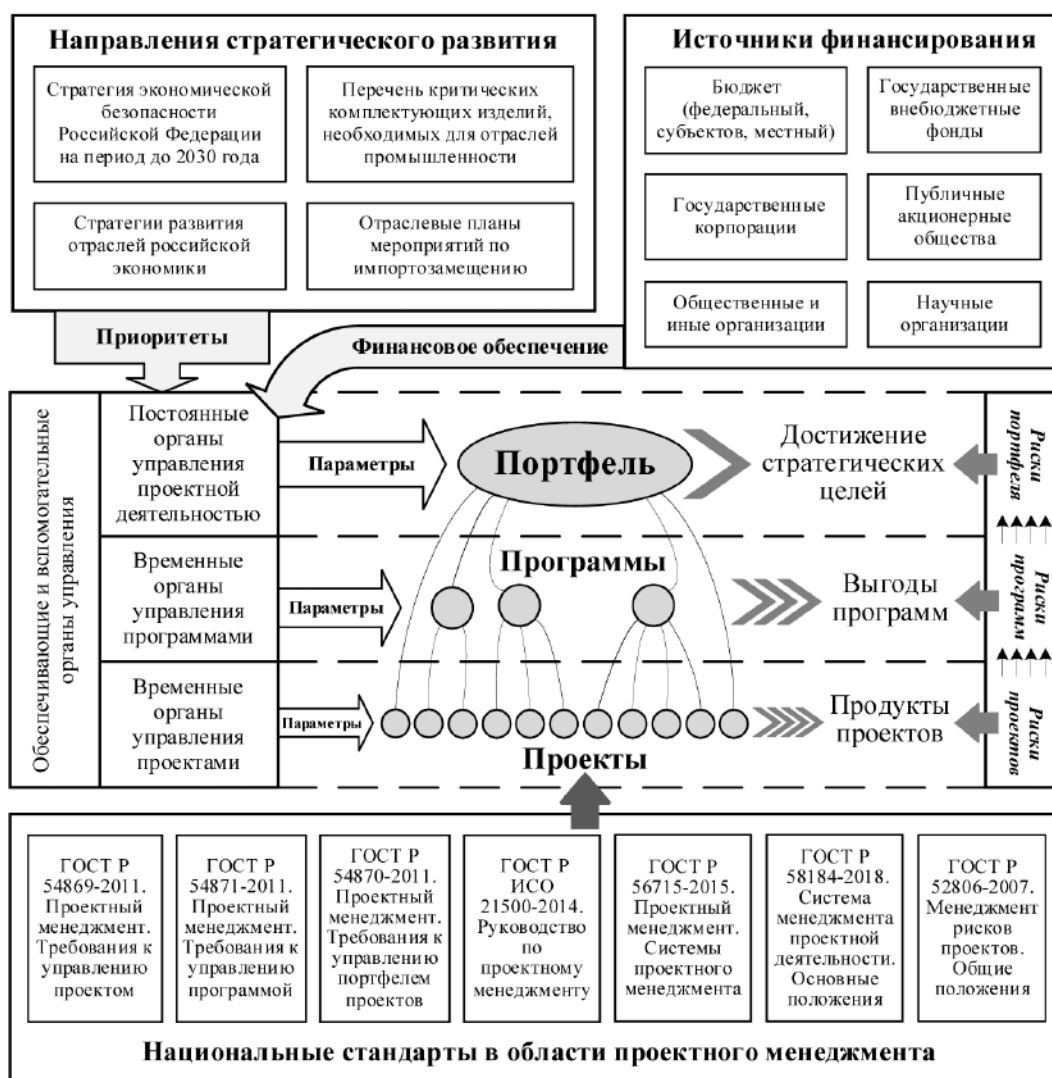 Направления стратегического развития
Стратегия экономической
безопасности
Российской Федерации
на период до 2030 года
Перечень критических
комплектующих изделий,
необходимых для отраслей
промышленности
Стратегии развития
отраслей российской
экономики
Отраслевые планы
мероприятий по
импортозамещению
Источники финансирования
Бюджет
(федеральный,
субъектов, местный)
Государственные
внебюджетные
фонды
Государственные
корпорации
Публичные
акционерные
общества
Общественные и
иные организации
Научные
организации
Приоритеты
Финансовое обеспечение
Обеспечивающие и вспомогательные
органы управления
Постоянные
органы
управления
проектной
деятельностью
Параметры
Портфель
Достижение
стратегических
целей
Риски
портфеля
Временные
органы
управления
программами
Параметры
Программы
Выгоды
программ
Риски
программ
Временные
органы
управления
проектами
Параметры
Проекты
Продукты
проектов
Риски
проектов
ГОСТ Р
54869-2011.
Проектный
менеджмент.
Требования к
управлению
проектом
ГОСТ Р
54871-2011.
Проектный
менеджмент.
Требования к
управлению
программой
ГОСТ Р
54870-2011.
Проектный
менеджмент.
Требования к
управлению
портфелем
проектов
ГОСТ Р
ИСО
21500-2014.
Руководство
по
проектному
менеджменту
ГОСТ Р
56715-2015.
Проектный
менеджмент.
Системы
проектного
менеджмента
ГОСТ Р
58184-2018.
Система
менеджмента
проектной
деятельности.
Основные
положения
ГОСТ Р
52806-2007.
Менеджмент
рисков
проектов.
Общие
положения
Национальные стандарты в области проектного менеджмента